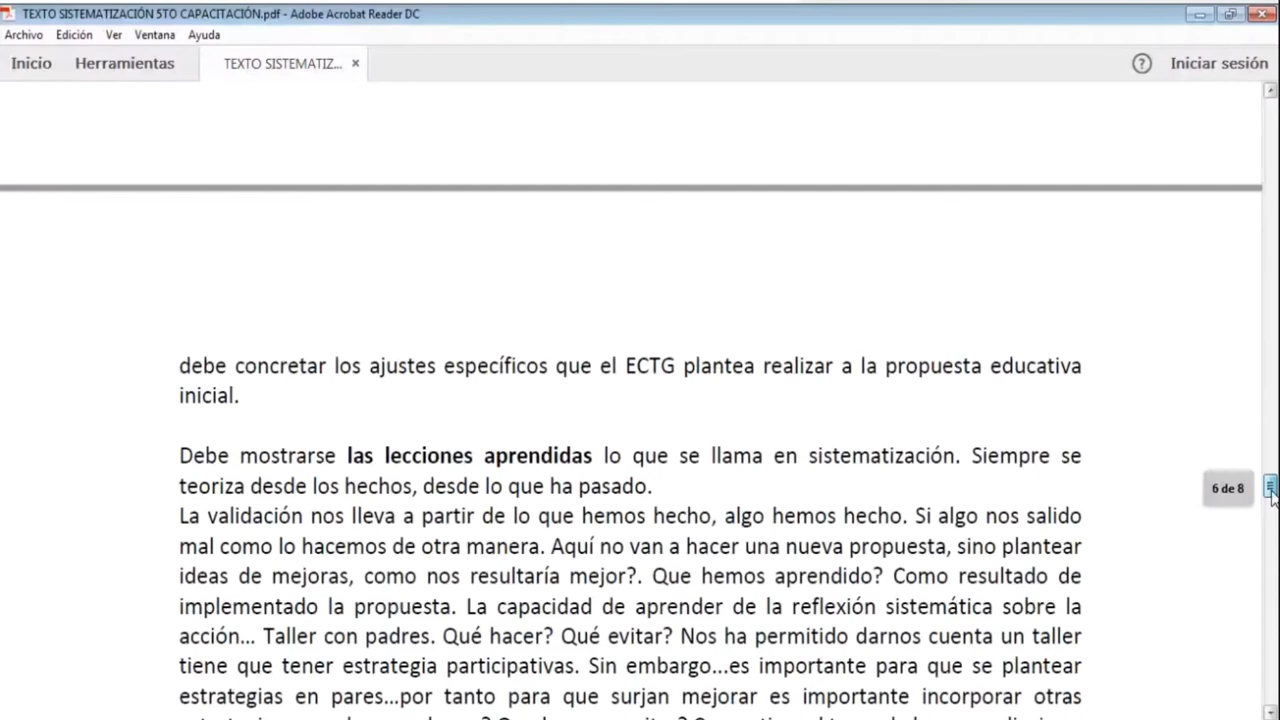 TEXTO SISTEMATIZACIÓN 5TO CAPACITACIÓN.pdf - Adobe Acrobat Reader DC
Archivo Edición Ver Ventana Ayuda
Inicio Herramientas TEXTO SISTEMATIZ... × ? Iniciar sesión
debe concretar los ajustes específicos que el ECTG plantea realizar a la propuesta educativa
inicial.
Debe mostrarse las lecciones aprendidas lo que se llama en sistematización. Siempre se
teoriza desde los hechos, desde lo que ha pasado.
6 de 8
La validación nos lleva a partir de lo que hemos hecho, algo hemos hecho. Si algo nos salido
mal como lo hacemos de otra manera. Aquí no van a hacer una nueva propuesta, sino plantear
ideas de mejoras, como nos resultaría mejor?. Que hemos aprendido? Como resultado de
implementado la propuesta. La capacidad de aprender de la reflexión sistemática sobre la
acción... Taller con padres. Qué hacer? Qué evitar? Nos ha permitido darnos cuenta un taller
tiene que tener estrategia participativas. Sin embargo...es importante para que se plantear
estrategias en pares...por tanto para que surjan mejorar es importante incorporar otras